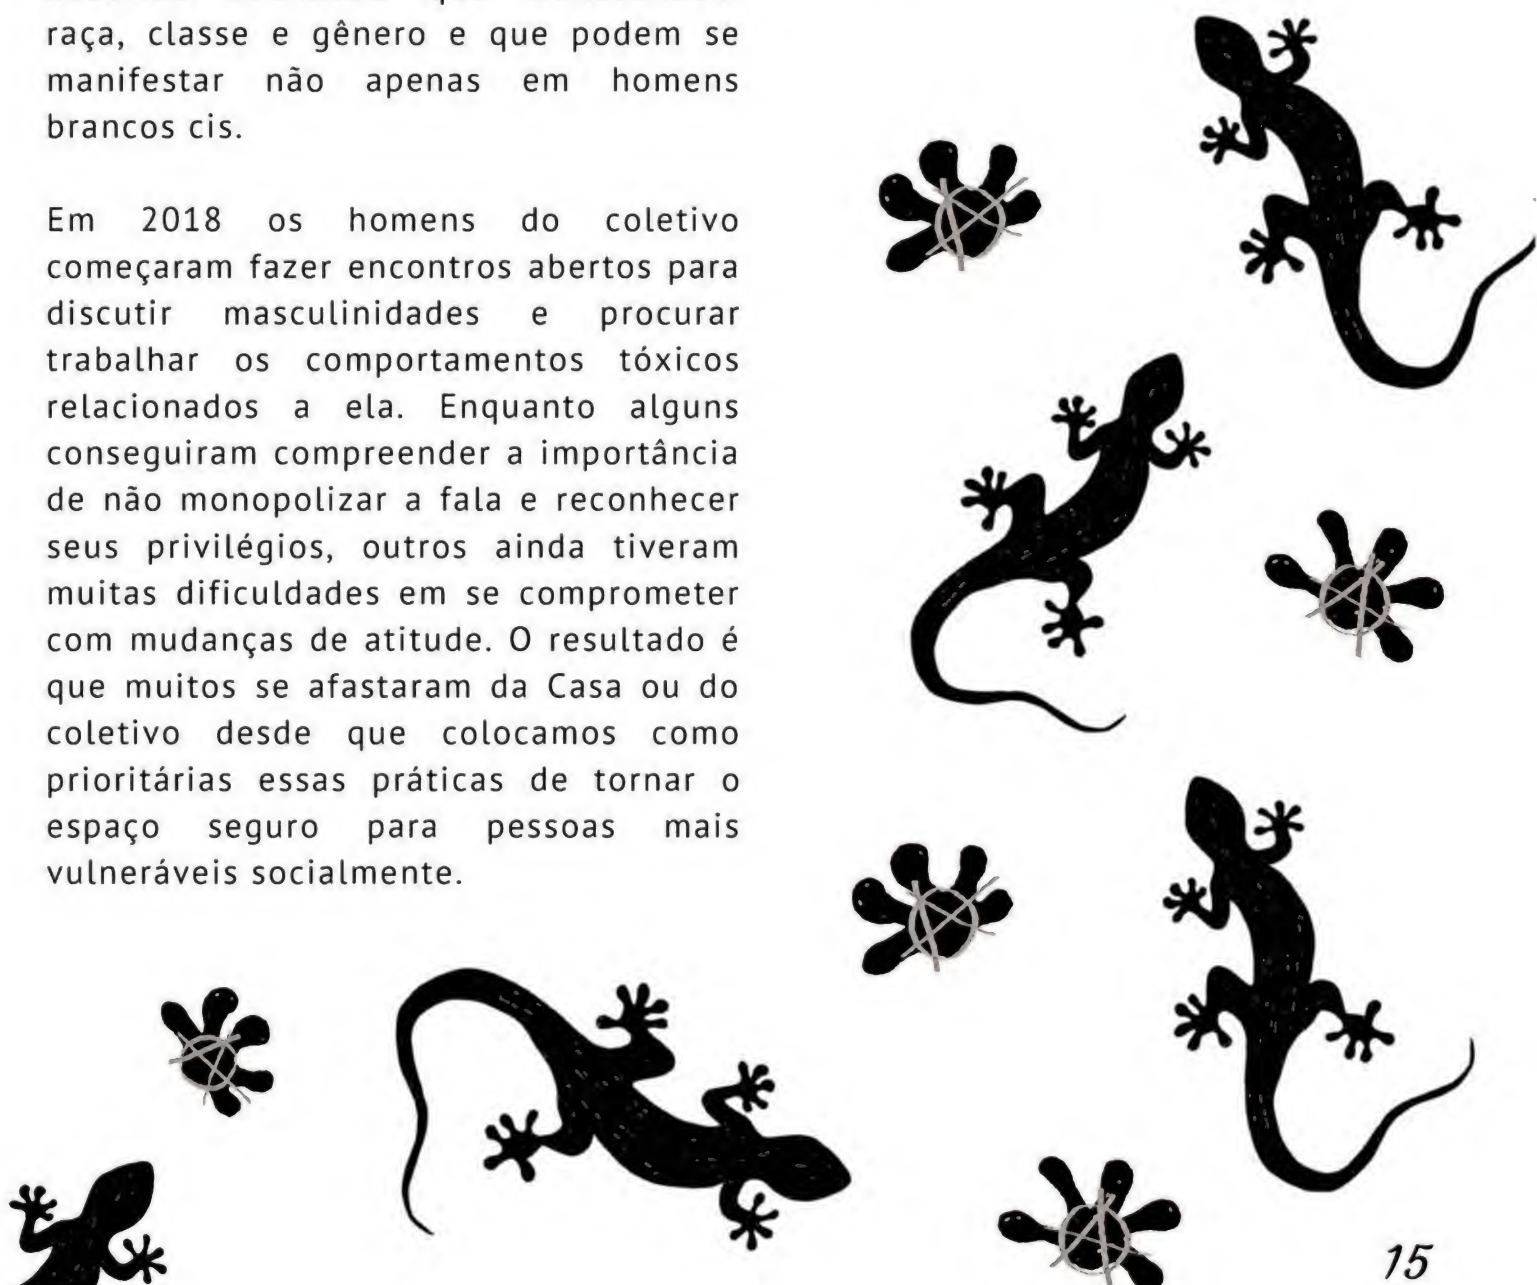 raça, classe e gênero e que podem se
manifestar não apenas em homens
brancos cis.
Em 2018 os homens do coletivo
começaram fazer encontros abertos para
discutir masculinidades e procurar
trabalhar os comportamentos tóxicos
relacionados a ela. Enquanto alguns
conseguiram compreender a importância
de não monopolizar a fala e reconhecer
seus privilégios, outros ainda tiveram
muitas dificuldades em se comprometer
com mudanças de atitude. O resultado é
que muitos se afastaram da Casa ou do
coletivo desde que colocamos como
prioritárias essas práticas de tornar o
espaço seguro para pessoas mais
vulneráveis socialmente.
15